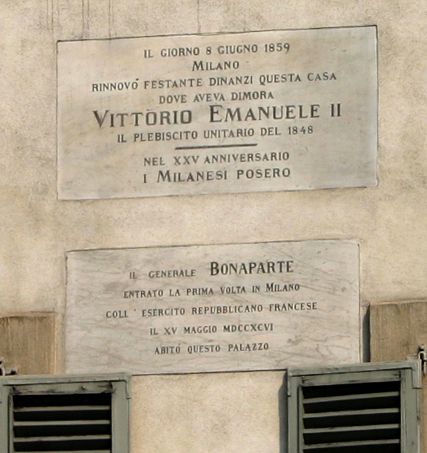 IL GIORNO 8 GIUGNO 1859
MILANO
RINNOVÒ FESTANTE DINANZI QUESTA CASA
DOVE AVEVA DIMORA
VITTORIO EMANUELE II
IL PLEBISCITO UNITARIO DEL 1848
NEL XXV ANNIVERSARIO
I MILANESI POSERO
IL GENERALE BONAPARTE
ENTRATO LA PRIMA VOLTA IN MILANO
COLL' ESERCITO REPUBBLICANO FRANCESE
IL XV MAGGIO MDCCXCVI
ABITÒ QUESTO PALAZZO